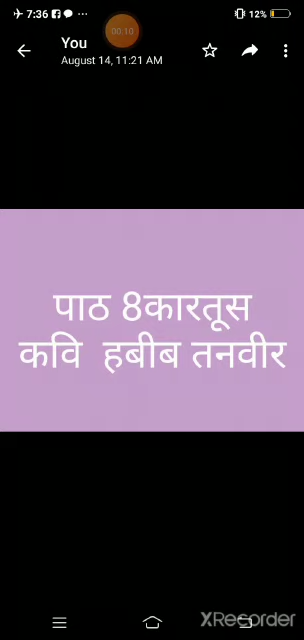 7:36 12%
You
00:10
August 14, 11:21 AM
पाठ 8कारतूस
कवि हबीब तनवीर
XRecorder